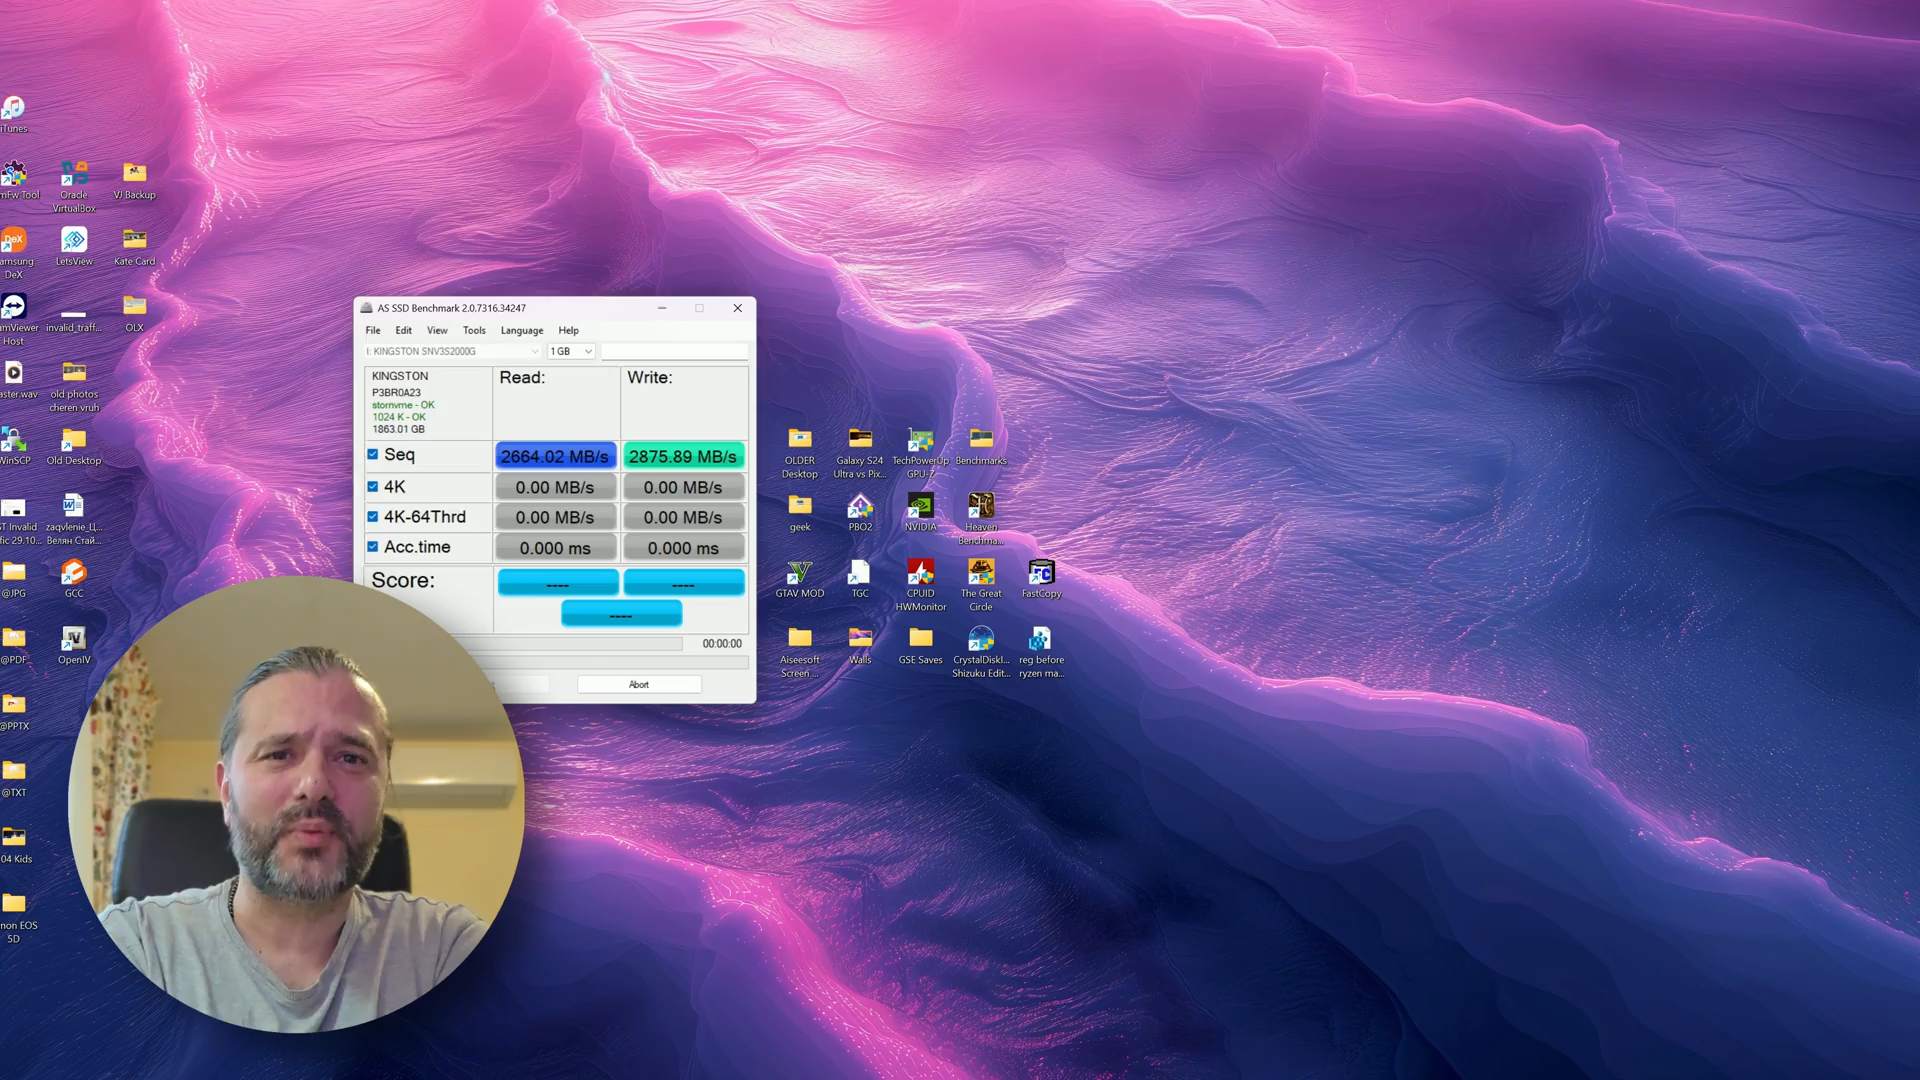 iTunes
mFw Tool
Oracle
VirtualBox
VJ Backup
DeX
amsung
DeX
LetsView
Kate Card
amViewer
Host
invalid_traff...
OLX
aster.wav
old photos
cheren vruh
WinSCP
Old Desktop
ST Invalid
fic 29.10...
zaqvlenie_Ц...
Велян Стай...
@JPG
GCC
@PDF
OpenIV
@PPTX
@TXT
04 Kids
non EOS
5D
AS SSD Benchmark 2.0.7316.34247
File Edit View Tools Language Help
I: KINGSTON SNV3S2000G 1 GB
KINGSTON
P3BR0A23
stornvme - OK
1024 K - OK
1863.01 GB
Read: Write:
Seq 2664.02 MB/s 2875.89 MB/s
4K 0.00 MB/s 0.00 MB/s
4K-64Thrd 0.00 MB/s 0.00 MB/s
Acc.time 0.000 ms 0.000 ms
Score: ---- ----
----
00:00:00
Abort
OLDER
Desktop
Galaxy S24
Ultra vs Pix...
TechPowerUp
GPU-Z
Benchmarks
geek
PBO2
NVIDIA
Heaven
Benchma...
GTAV MOD
TGC
CPUID
HWMonitor
The Great
Circle
FastCopy
Aiseesoft
Screen ...
Walls
GSE Saves
CrystalDiskI...
Shizuku Edit...
reg before
ryzen ma...